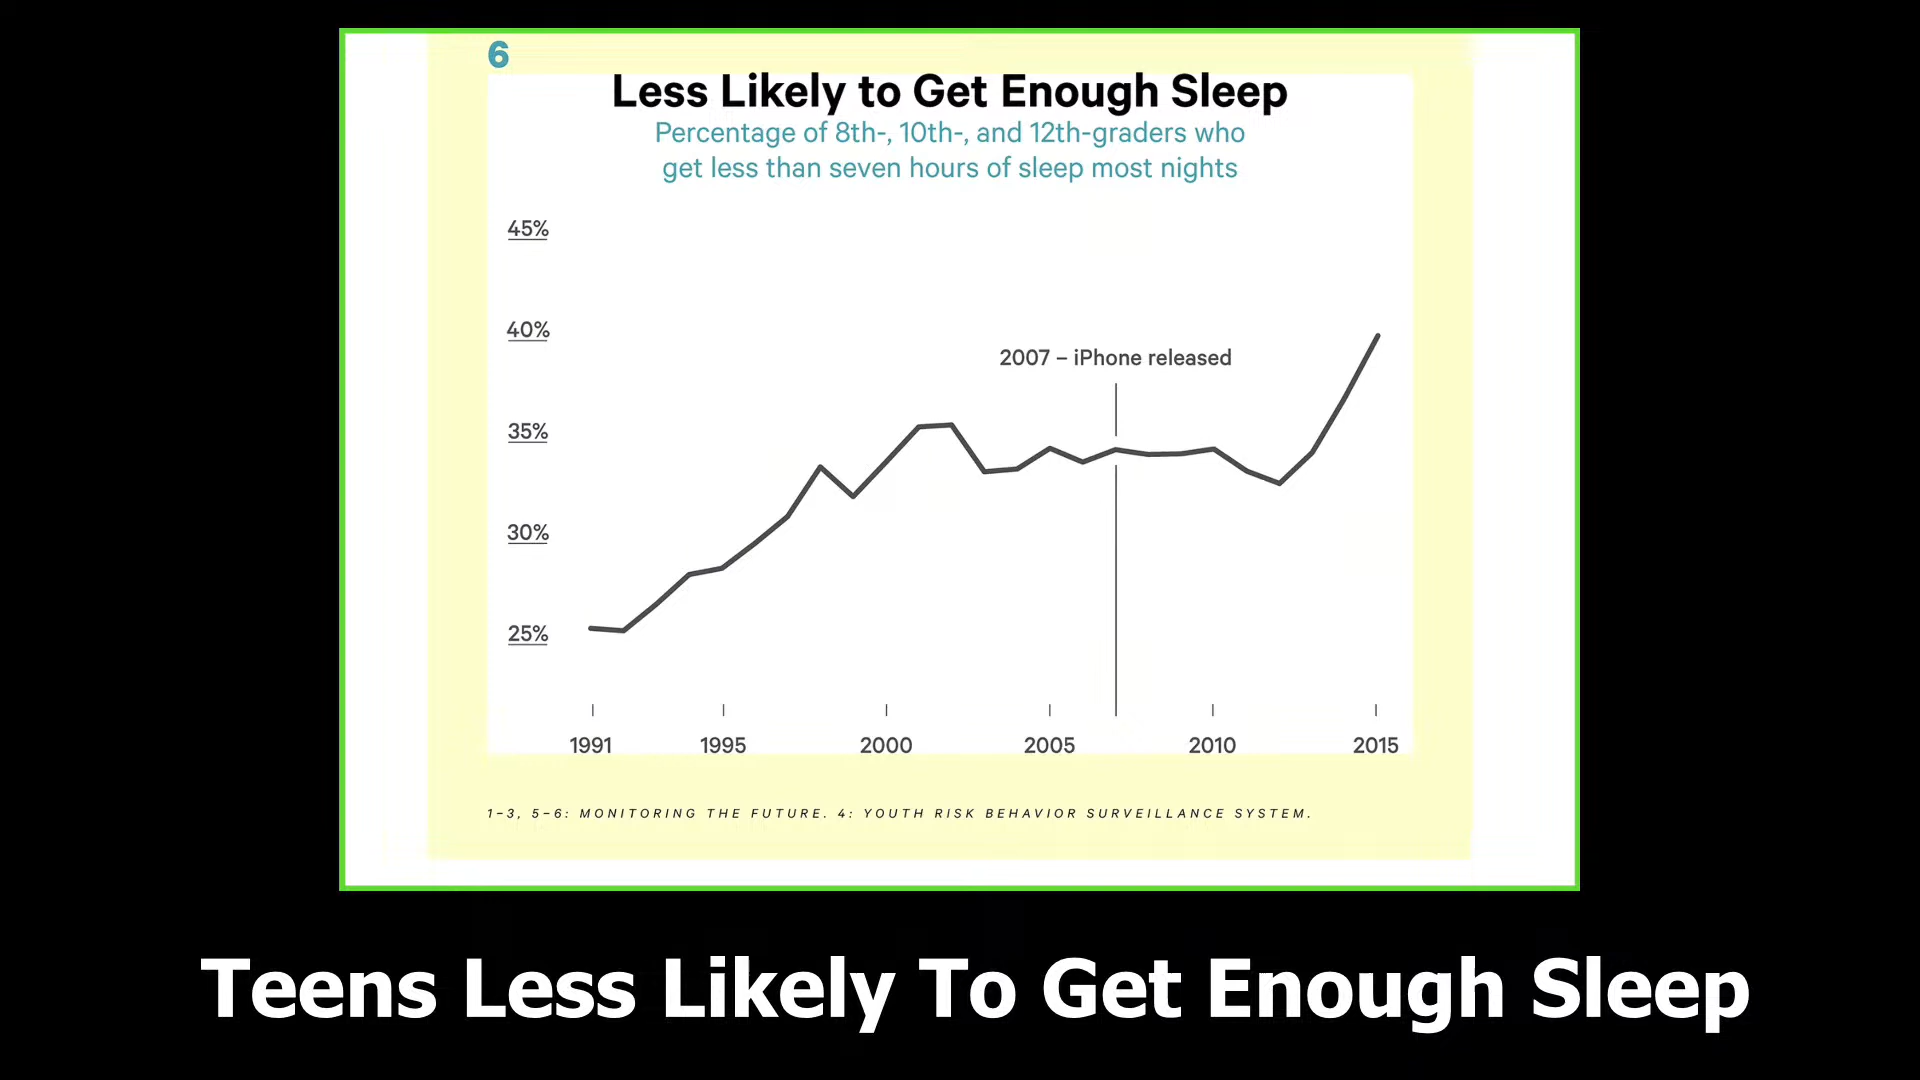 6
Less Likely to Get Enough Sleep
Percentage of 8th-, 10th-, and 12th-graders who
get less than seven hours of sleep most nights
45%
40%
2007 – iPhone released
35%
30%
25%
1991 1995 2000 2005 2010 2015
1–3, 5–6: MONITORING THE FUTURE. 4: YOUTH RISK BEHAVIOR SURVEILLANCE SYSTEM.
Teens Less Likely To Get Enough Sleep